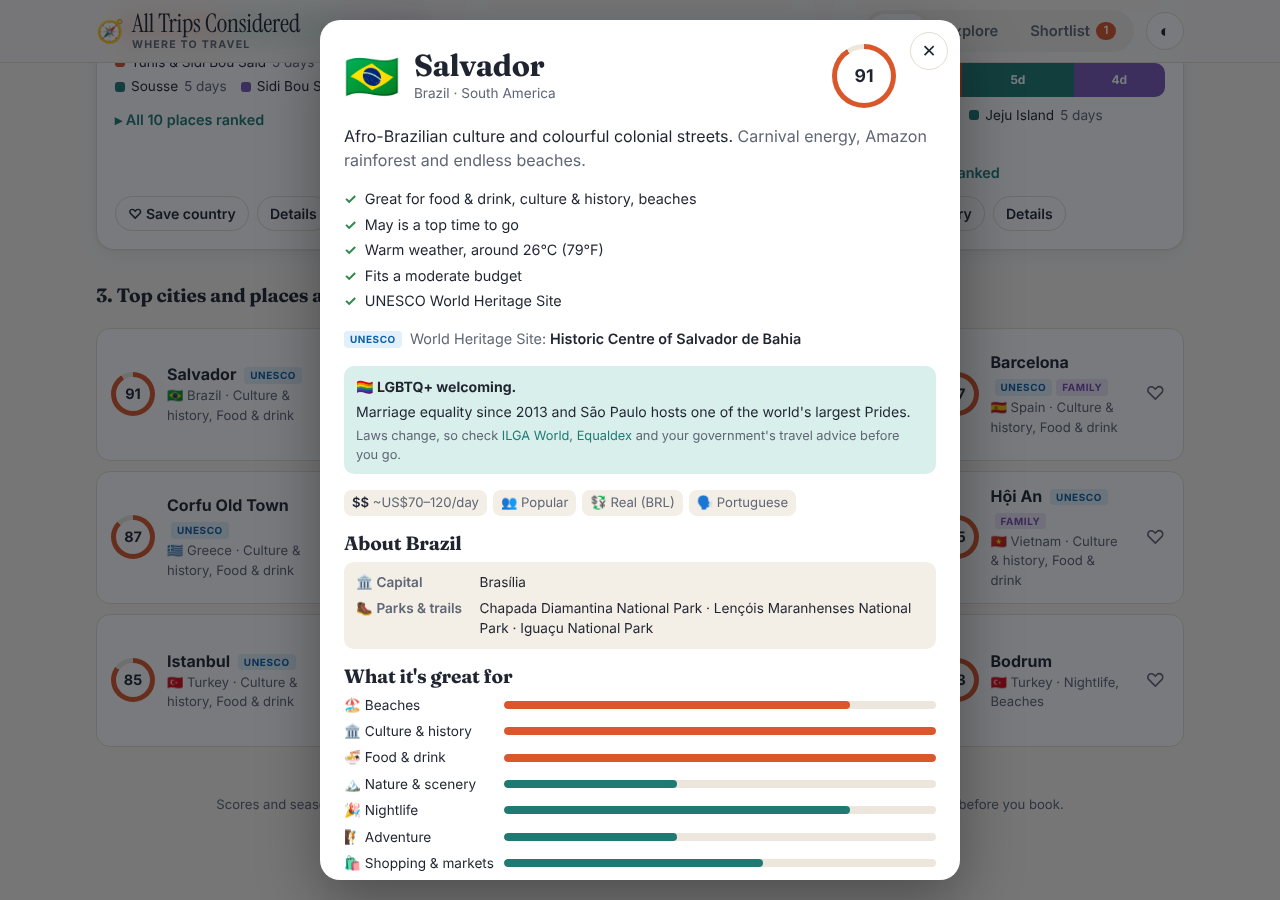 All Trips Considered
WHERE TO TRAVEL
xplore
Shortlist 1
Tunis & Sidi Bou Said 5 days
Sousse 5 days Sidi Bou S
▸ All 10 places ranked
♡ Save country
Details
5d
4d
Jeju Island 5 days
anked
ry
Details
3. Top cities and places a
91
Salvador UNESCO
🇧🇷 Brazil · Culture &
history, Food & drink
87
Corfu Old Town
UNESCO
🇬🇷 Greece · Culture &
history, Food & drink
85
Istanbul UNESCO
🇹🇷 Turkey · Culture &
history, Food & drink
7
Barcelona
UNESCO FAMILY
🇪🇸 Spain · Culture &
history, Food & drink
5
Hội An UNESCO
FAMILY
🇻🇳 Vietnam · Culture
& history, Food &
drink
3
Bodrum
🇹🇷 Turkey · Nightlife,
Beaches
Scores and seas
before you book.
Salvador
Brazil · South America
91
✕
Afro-Brazilian culture and colourful colonial streets. Carnival energy, Amazon
rainforest and endless beaches.
✓ Great for food & drink, culture & history, beaches
✓ May is a top time to go
✓ Warm weather, around 26°C (79°F)
✓ Fits a moderate budget
✓ UNESCO World Heritage Site
UNESCO World Heritage Site: Historic Centre of Salvador de Bahia
🏳️‍🌈 LGBTQ+ welcoming.
Marriage equality since 2013 and São Paulo hosts one of the world's largest Prides.
Laws change, so check ILGA World, Equaldex and your government's travel advice before
you go.
$$ ~US$70–120/day
👥 Popular
💱 Real (BRL)
🗣️ Portuguese
About Brazil
🏛️ Capital Brasília
🥾 Parks & trails Chapada Diamantina National Park · Lençóis Maranhenses National
Park · Iguaçu National Park
What it's great for
🏖️ Beaches
🏛️ Culture & history
🍜 Food & drink
🏔️ Nature & scenery
🎉 Nightlife
🧗 Adventure
🛍️ Shopping & markets